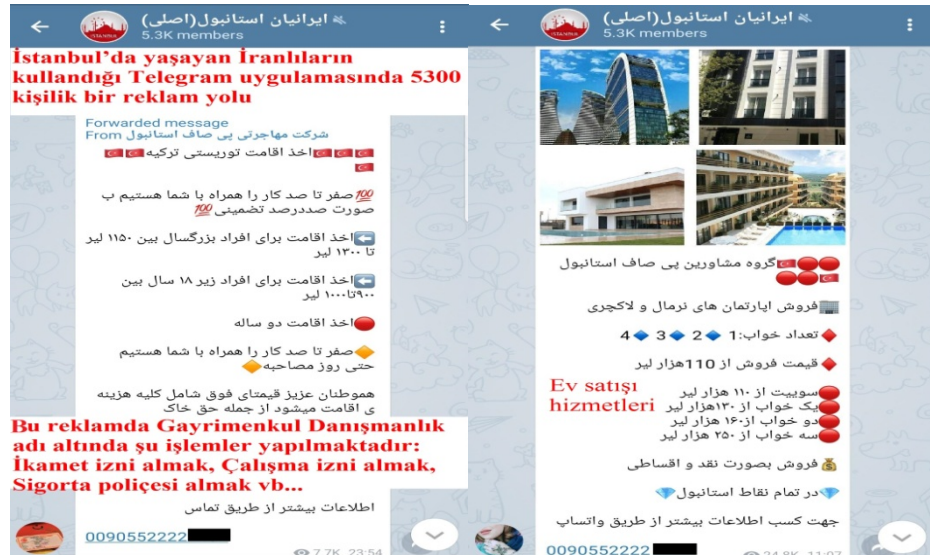 ایرانیان استانبول(اصلی)
5.3K members
İstanbul’da yaşayan İranlıların
kullandığı Telegram uygulamasında 5300
kişilik bir reklam yolu
Forwarded message
From شرکت مهاجرتی پی صاف استانبول
🇹🇷🇹🇷🇹🇷اخذ اقامت توریستی ترکیه🇹🇷🇹🇷
🇹🇷
💯صفر تا صد کار را همراه با شما هستیم ب
صورت صددرصد تضمینی💯
⬅️اخذ اقامت برای افراد بزرگسال بین ۱۱۵۰ لیر
تا ۱۳۰۰ لیر
⬅️اخذ اقامت برای افراد زیر ۱۸ سال بین
۹۰۰تا۱۰۰۰ لیر
🔴اخذ اقامت دو ساله
🔶صفر تا صد کار را همراه با شما هستیم
حتی روز مصاحبه🔶
هموطنان عزیز قیمتای فوق شامل کلیه هزینه
ی اقامت میشود از جمله حق خاک
Bu reklamda Gayrimenkul Danışmanlık
adı altında şu işlemler yapılmaktadır:
İkamet izni almak, Çalışma izni almak,
Sigorta poliçesi almak vb...
اطلاعات بیشتر از طریق تماس
0090552222
7.7K 23:54
ایرانیان استانبول(اصلی)
5.3K members
🔴🔴🇹🇷گروه مشاورین پی صاف استانبول
🇹🇷🔴🔴
🏢فروش اپارتمان های نرمال و لاکچری
♦️تعداد خواب:1 🔹 2 🔹 3 🔹 4
♦️قیمت فروش از 110هزار لیر
Ev satışı
hizmetleri
🔴سوییت از ۱۱۰ هزار لیر
🔴یک خواب از ۱۳۰هزار لیر
🔴دو خواب از۱۶۰ هزار لیر
🔴سه خواب از ۲۵۰ هزار لیر
💰فروش بصورت نقد و اقساطی
💎در تمام نقاط استانبول💎
جهت کسب اطلاعات بیشتر از طریق واتساپ
0090552222
34.8K 11:07